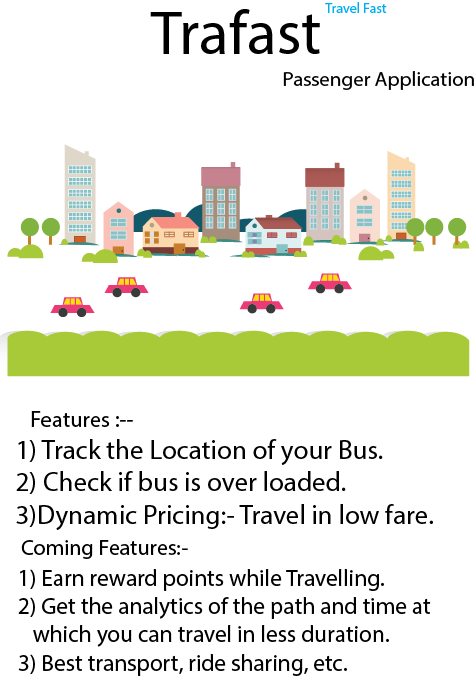 Travel Fast
Trafast
Passenger Application
Features :--
1) Track the Location of your Bus.
2) Check if bus is over loaded.
3)Dynamic Pricing:- Travel in low fare.
Coming Features:-
1) Earn reward points while Travelling.
2) Get the analytics of the path and time at
which you can travel in less duration.
3) Best transport, ride sharing, etc.